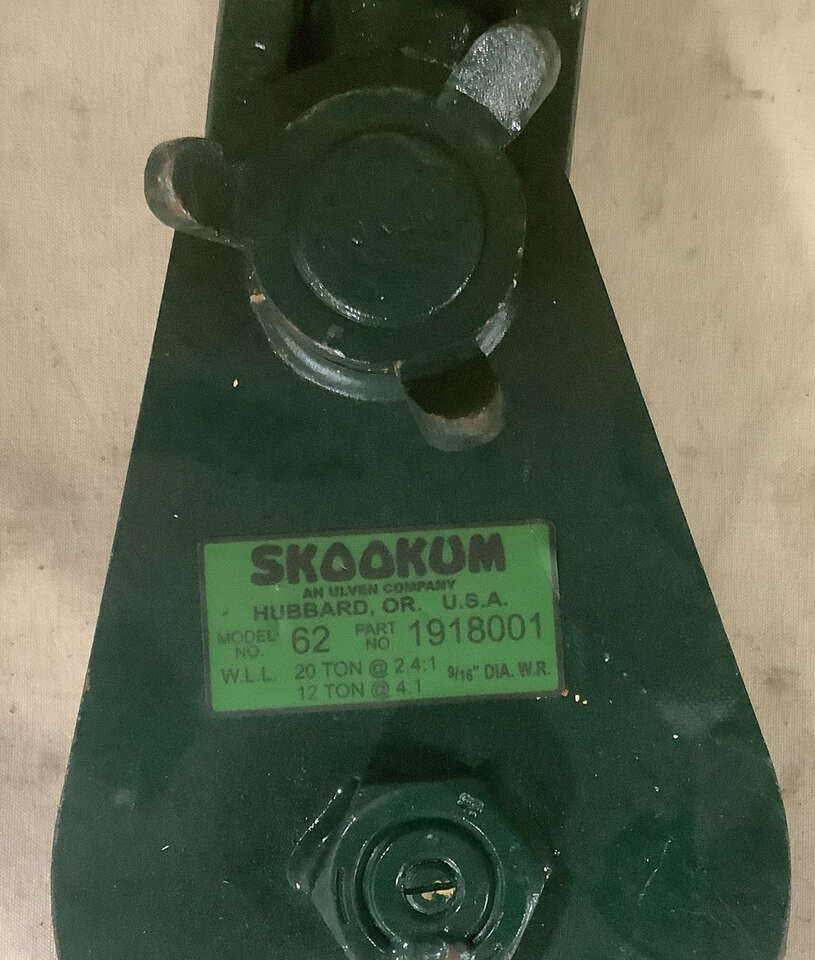 SKOOKUM
AN ULVEN COMPANY
HUBBARD, OR. U.S.A.
MODEL NO. 62 PART NO. 1918001
W.L.L. 20 TON @ 2.4:1 9/16" DIA. W.R.
12 TON @ 4:1